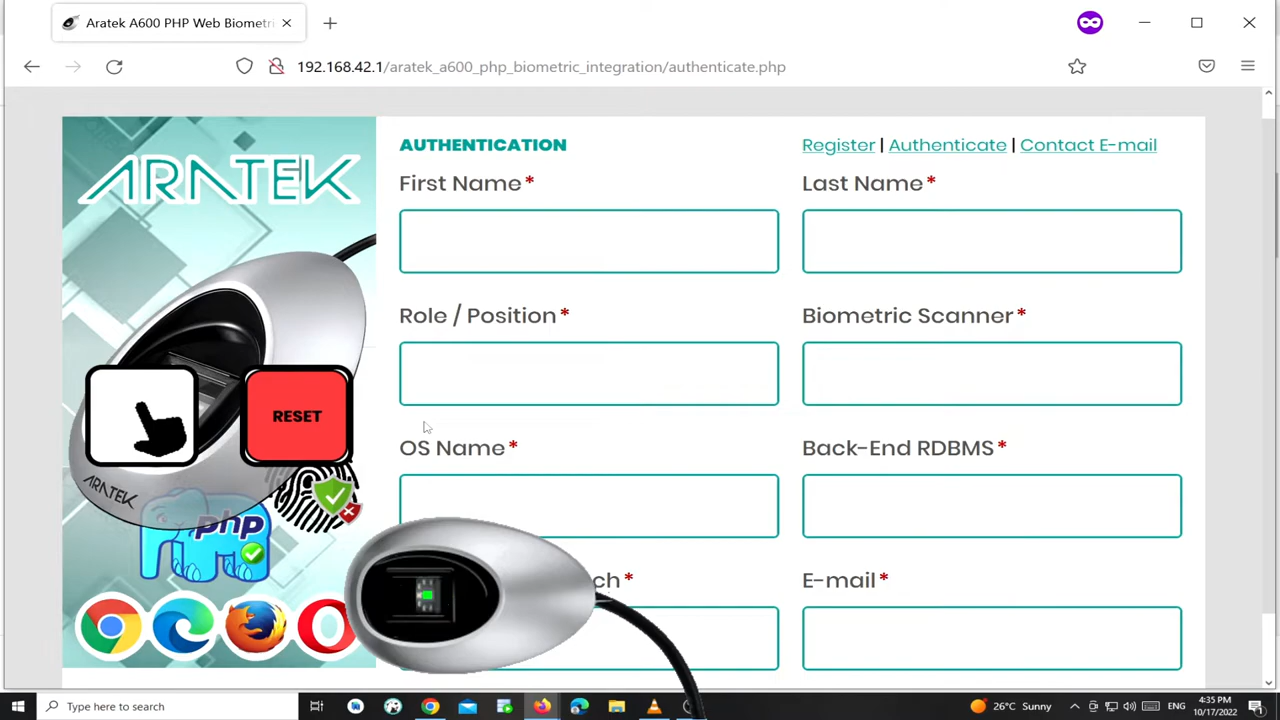 Aratek A600 PHP Web Biometri
192.168.42.1/aratek_a600_php_biometric_integration/authenticate.php
ARATEK
AUTHENTICATION
Register | Authenticate | Contact E-mail
First Name *
Last Name *
Role / Position *
Biometric Scanner *
RESET
OS Name *
Back-End RDBMS *
ARATEK
php
ch *
E-mail *
Type here to search
26°C Sunny
ENG
4:35 PM
10/17/2022